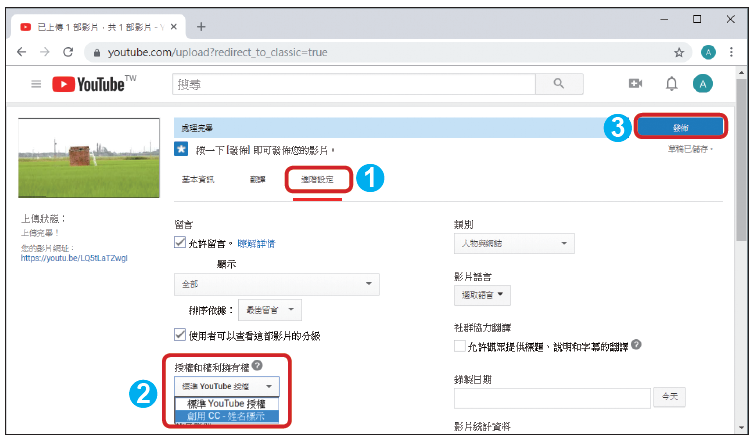 已上傳 1 部影片，共 1 部影片 - Y
youtube.com/upload?redirect_to_classic=true
A
YouTube TW
搜尋
A
處理完畢
3
發佈
按一下 [發佈] 即可發佈您的影片。
草稿已儲存。
基本資訊
翻譯
進階設定
1
上傳狀態：
上傳完畢！
您的影片網址：
https://youtu.be/LQ5tLaTZwgI
留言
允許留言。 瞭解詳情
顯示
全部
排序依據： 最佳留言
使用者可以查看這部影片的分級
授權和權利擁有權
2
標準 YouTube 授權
標準 YouTube 授權
創用 CC - 姓名標示
類別
人物與網誌
影片語言
選取語言
社群協力翻譯
允許觀眾提供標題、說明和字幕的翻譯
錄製日期
今天
影片統計資料